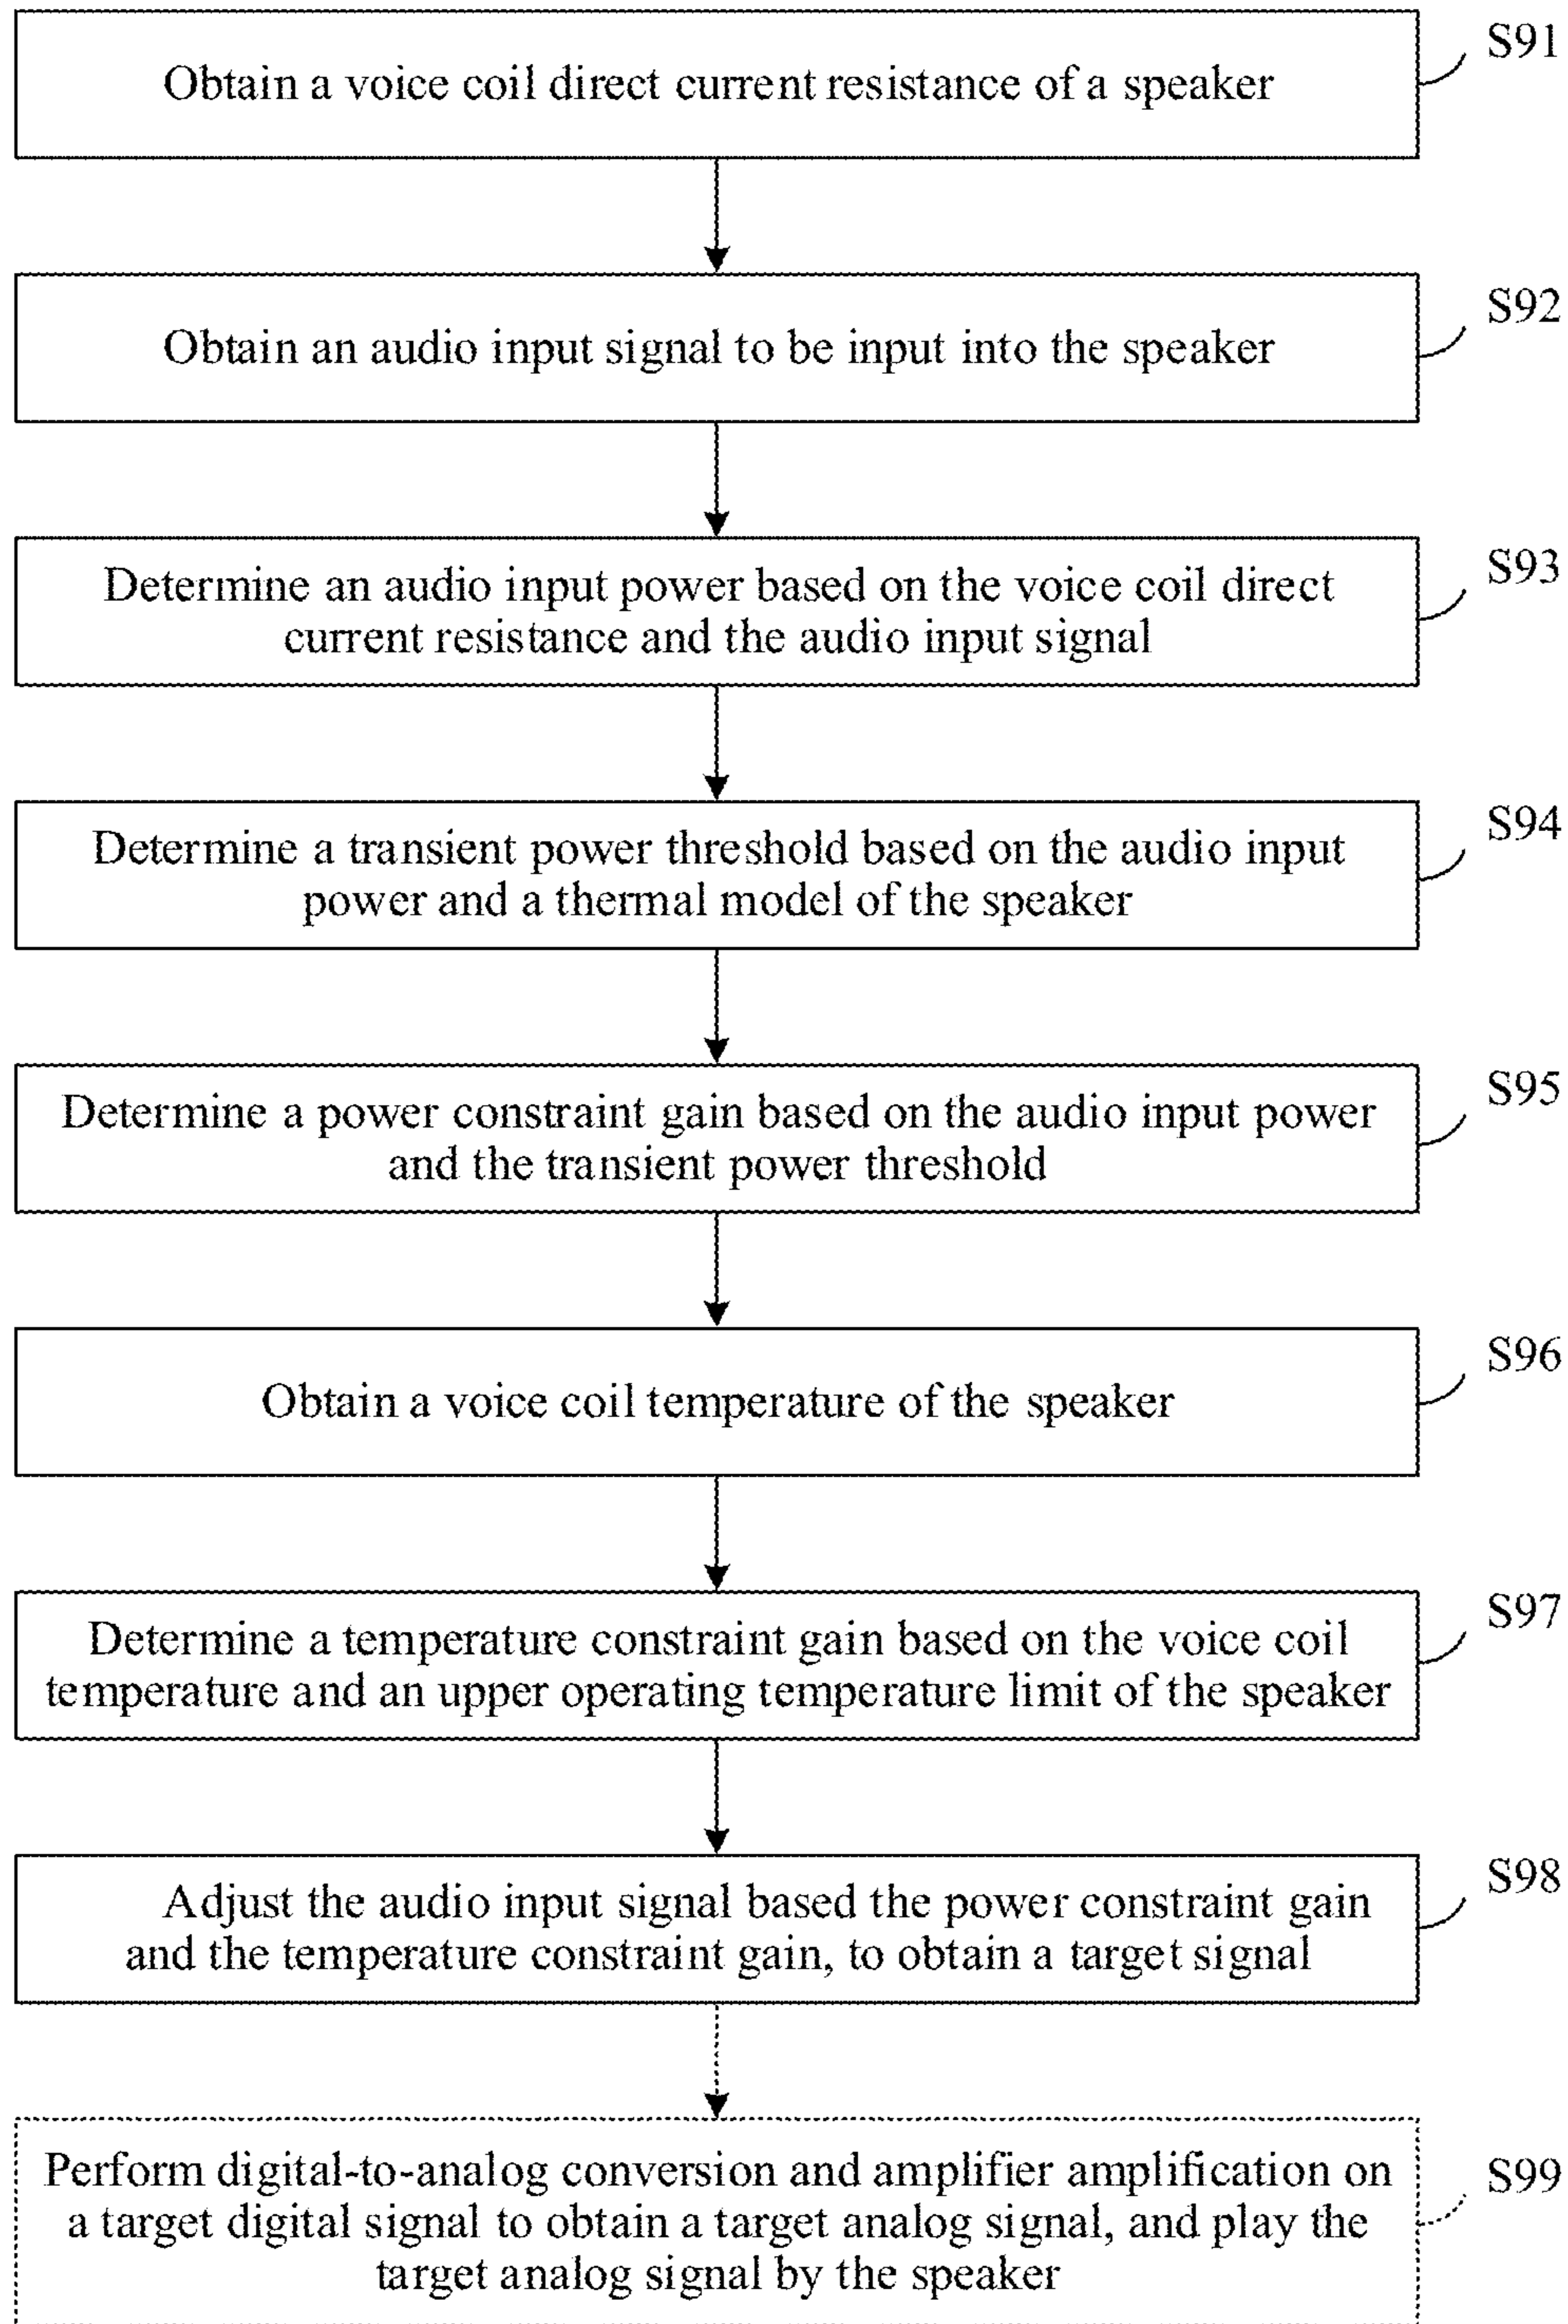 S91
Obtain a voice coil direct current resistance of a speaker
S92
Obtain an audio input signal to be input into the speaker
S93
Determine an audio input power based on the voice coil direct
current resistance and the audio input signal
S94
Determine a transient power threshold based on the audio input
power and a thermal model of the speaker
S95
Determine a power constraint gain based on the audio input power
and the transient power threshold
S96
Obtain a voice coil temperature of the speaker
S97
Determine a temperature constraint gain based on the voice coil
temperature and an upper operating temperature limit of the speaker
S98
Adjust the audio input signal based the power constraint gain
and the temperature constraint gain, to obtain a target signal
S99
Perform digital-to-analog conversion and amplifier amplification on
a target digital signal to obtain a target analog signal, and play the
target analog signal by the speaker